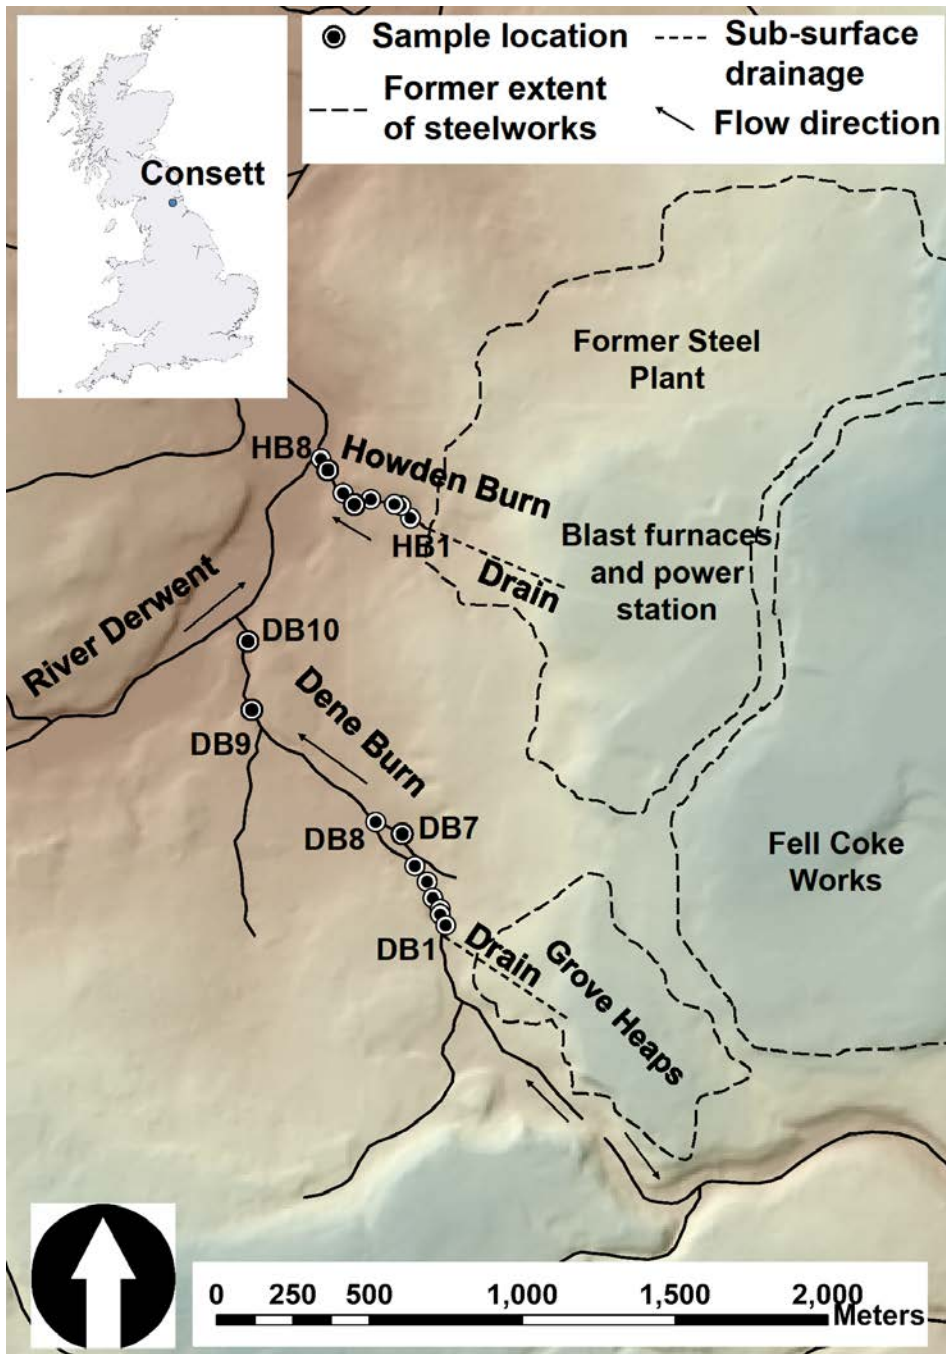 Sample location
Sub-surface
drainage
Former extent
of steelworks
Flow direction
Consett
Former Steel
Plant
HB8
Howden Burn
HB1
Blast furnaces
and power
station
Drain
River Derwent
DB10
Dene Burn
DB9
DB8
DB7
Fell Coke
Works
DB1
Drain
Grove Heaps
0 250 500 1,000 1,500 2,000
Meters